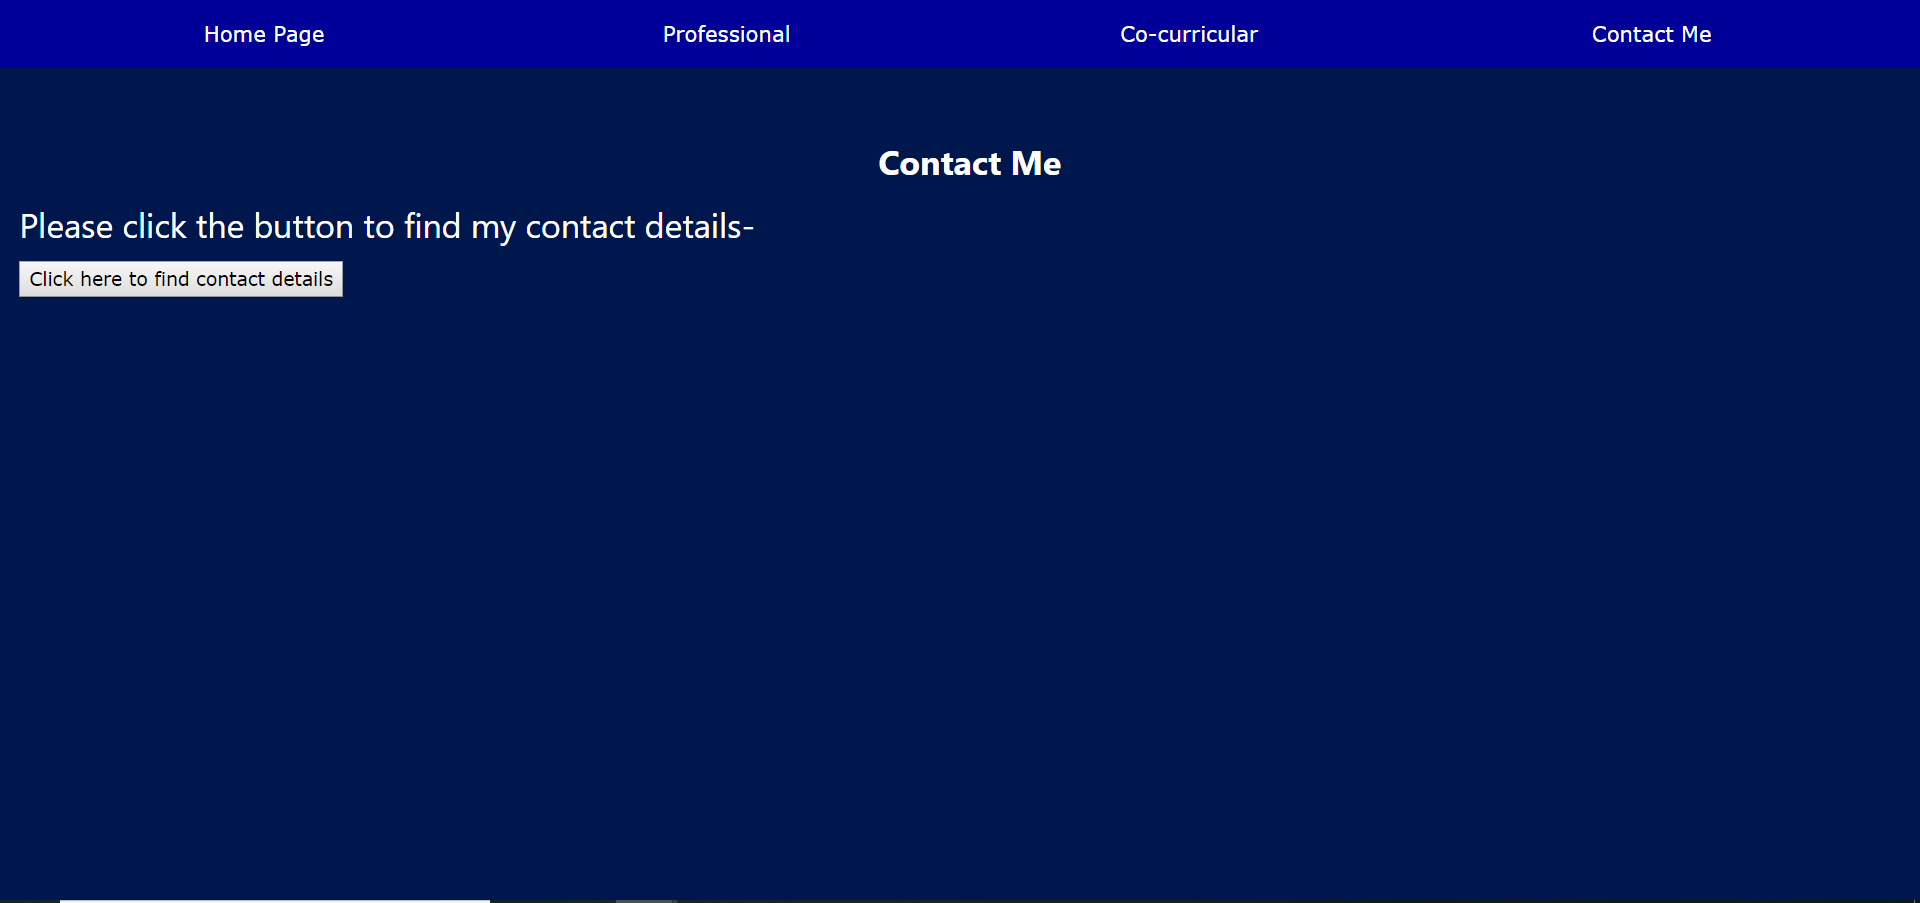 Home Page Professional Co-curricular Contact Me
Contact Me
Please click the button to find my contact details-
Click here to find contact details